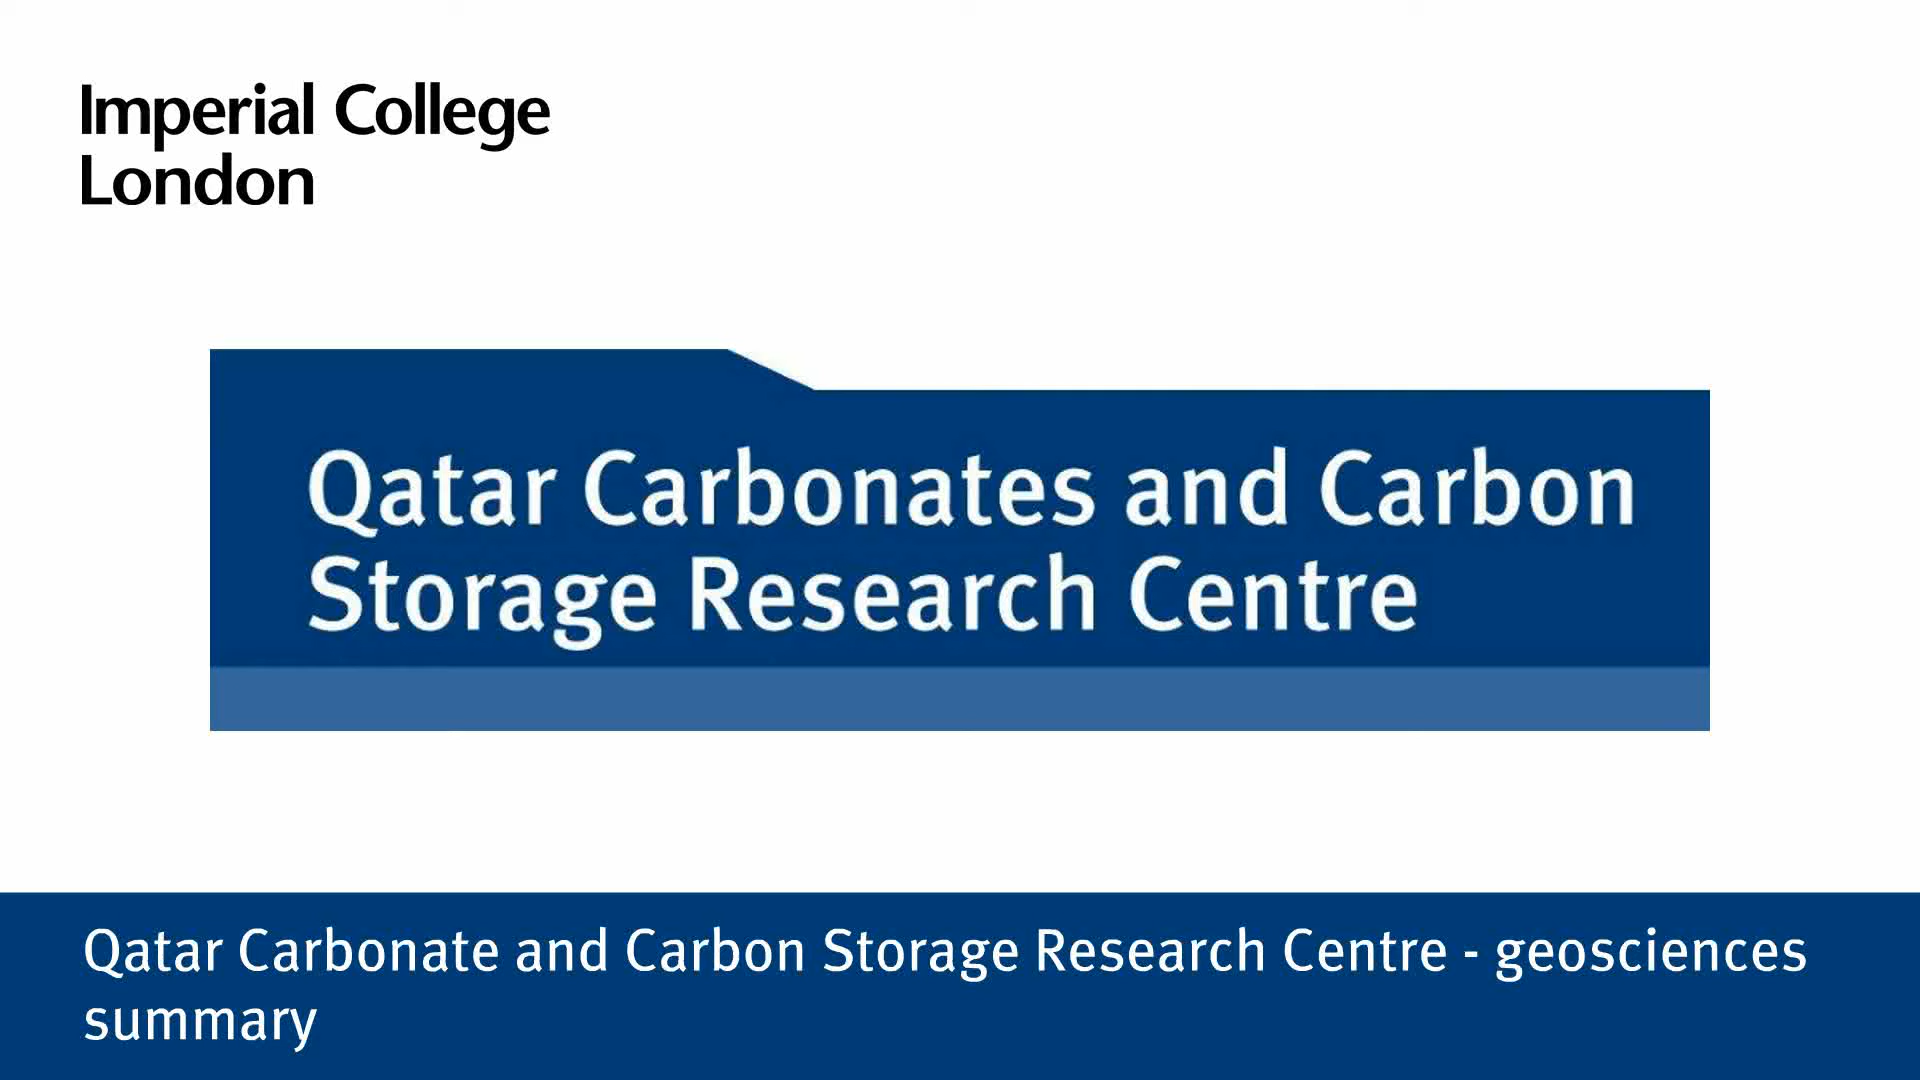 Imperial College
London
Qatar Carbonates and Carbon
Storage Research Centre
Qatar Carbonate and Carbon Storage Research Centre - geosciences
summary